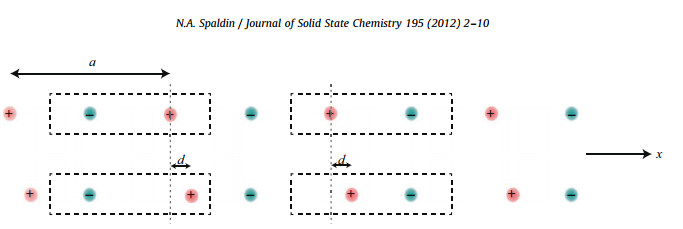 N.A. Spaldin / Journal of Solid State Chemistry 195 (2012) 2–10
a
+ − + − + − + −
d d x
+ − + − + − + −